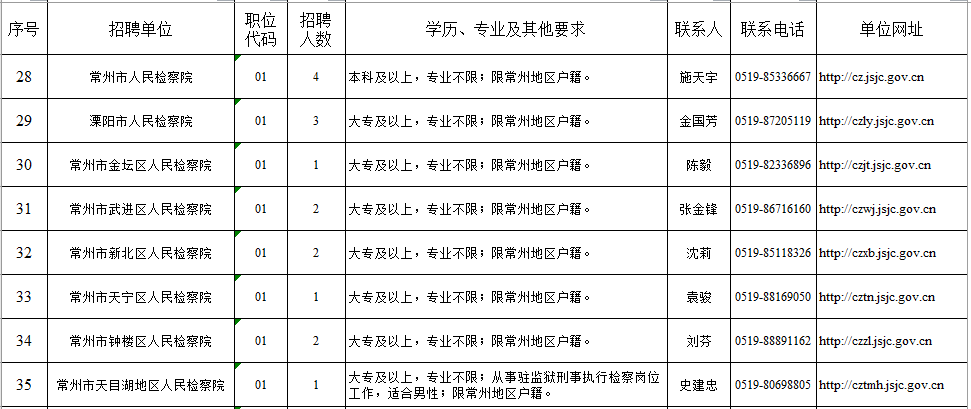 序号 招聘单位 职位代码 招聘人数 学历、专业及其他要求 联系人 联系电话 单位网址
28 常州市人民检察院 01 4 本科及以上，专业不限；限常州地区户籍。 施天宇 0519-85336667 http://cz.jsjc.gov.cn
29 溧阳市人民检察院 01 3 大专及以上，专业不限；限常州地区户籍。 金国芳 0519-87205119 http://czly.jsjc.gov.cn
30 常州市金坛区人民检察院 01 1 大专及以上，专业不限；限常州地区户籍。 陈毅 0519-82336896 http://czjt.jsjc.gov.cn
31 常州市武进区人民检察院 01 2 大专及以上，专业不限；限常州地区户籍。 张金锋 0519-86716160 http://czwj.jsjc.gov.cn
32 常州市新北区人民检察院 01 2 大专及以上，专业不限；限常州地区户籍。 沈莉 0519-85118326 http://czxb.jsjc.gov.cn
33 常州市天宁区人民检察院 01 1 大专及以上，专业不限；限常州地区户籍。 袁骏 0519-88169050 http://cztn.jsjc.gov.cn
34 常州市钟楼区人民检察院 01 2 大专及以上，专业不限；限常州地区户籍。 刘芬 0519-88891162 http://czzl.jsjc.gov.cn
35 常州市天目湖地区人民检察院 01 1 大专及以上，专业不限；从事驻监狱刑事执行检察岗位工作，适合男性；限常州地区户籍。 史建忠 0519-80698805 http://cztmh.jsjc.gov.cn